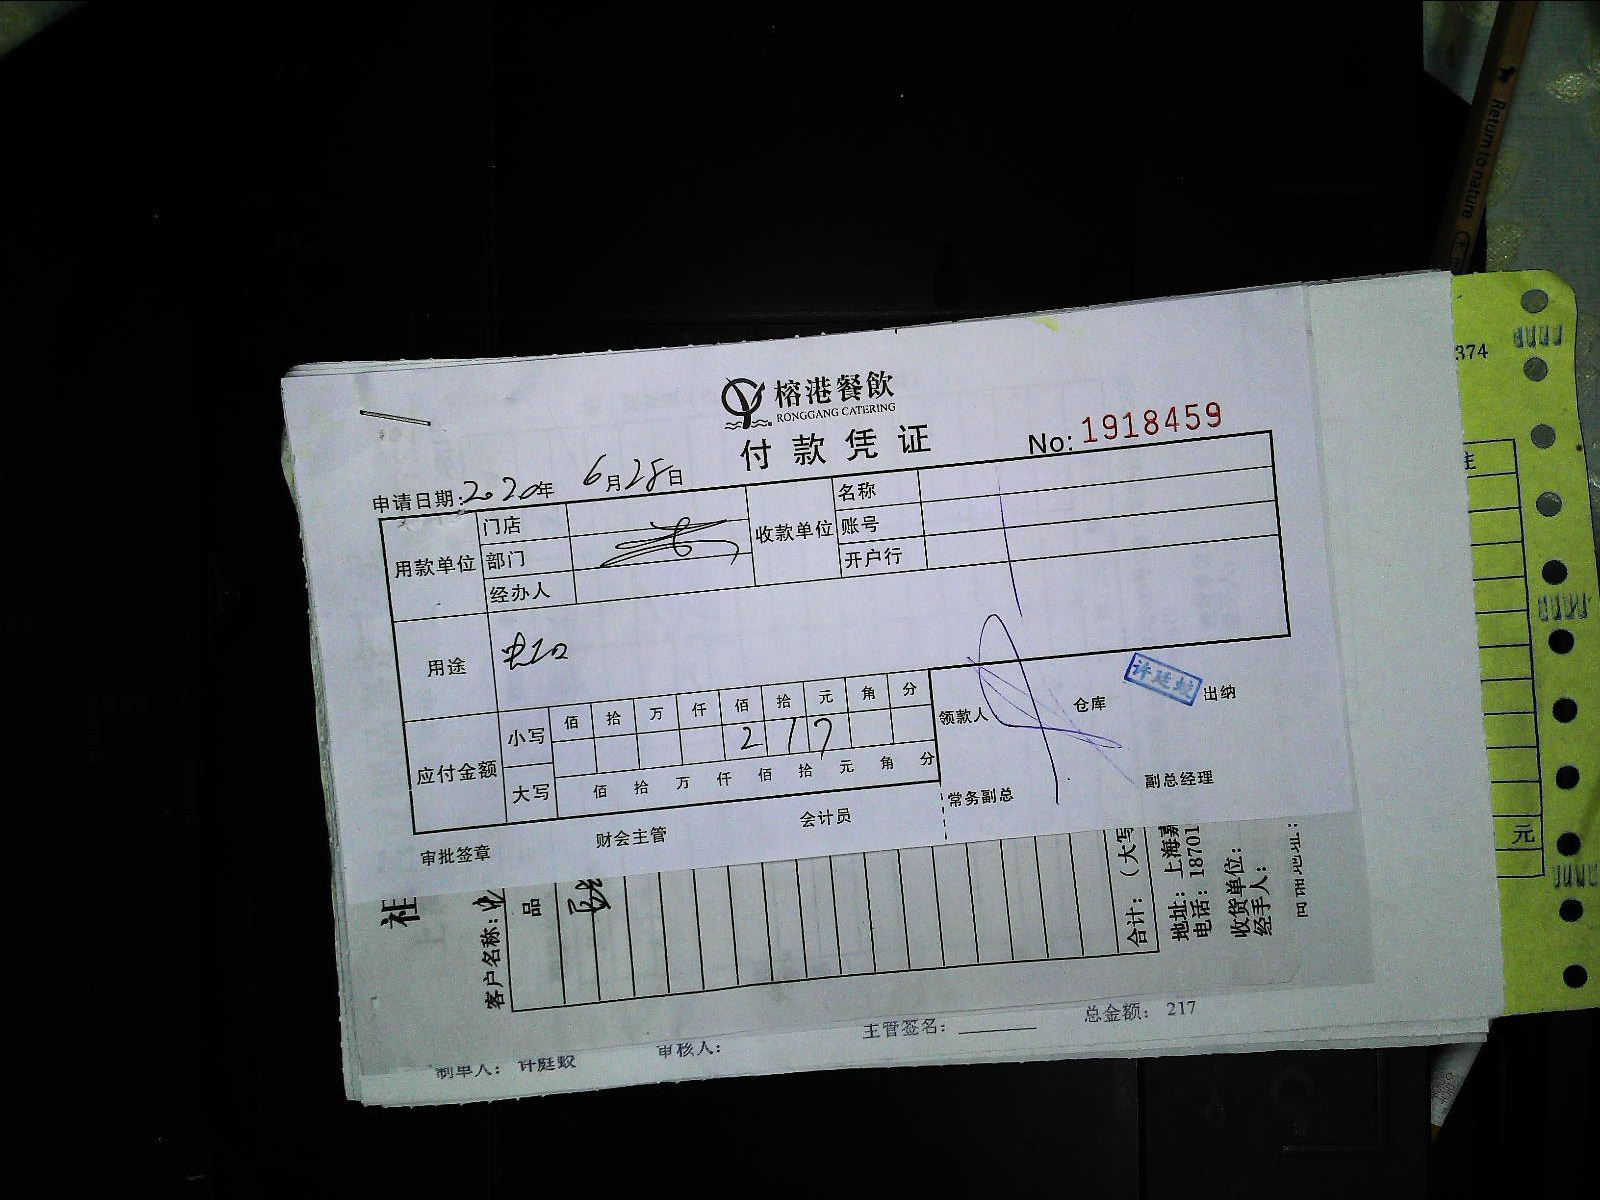 榕港餐飲
RONGGANG CATERING
付款凭证
No: 1918459
申请日期: 2020年 6月28日
用款单位
门店
部门
经办人
收款单位
名称
账号
开户行
用途
应付金额
小写
佰 拾 万 仟 佰 拾 元 角 分
2 1 7
大写
佰 拾 万 仟 佰 拾 元 角 分
领款人
仓库
许廷蚊
出纳
常务副总
副总经理
审批签章
财会主管
会计员
客户名称:
品
合计: (大写
地址: 上海嘉
电话: 18701
收货单位:
经手人:
制单人: 许庭蚊
审核人:
主管签名:
总金额: 217
374
注
元
Return to nature